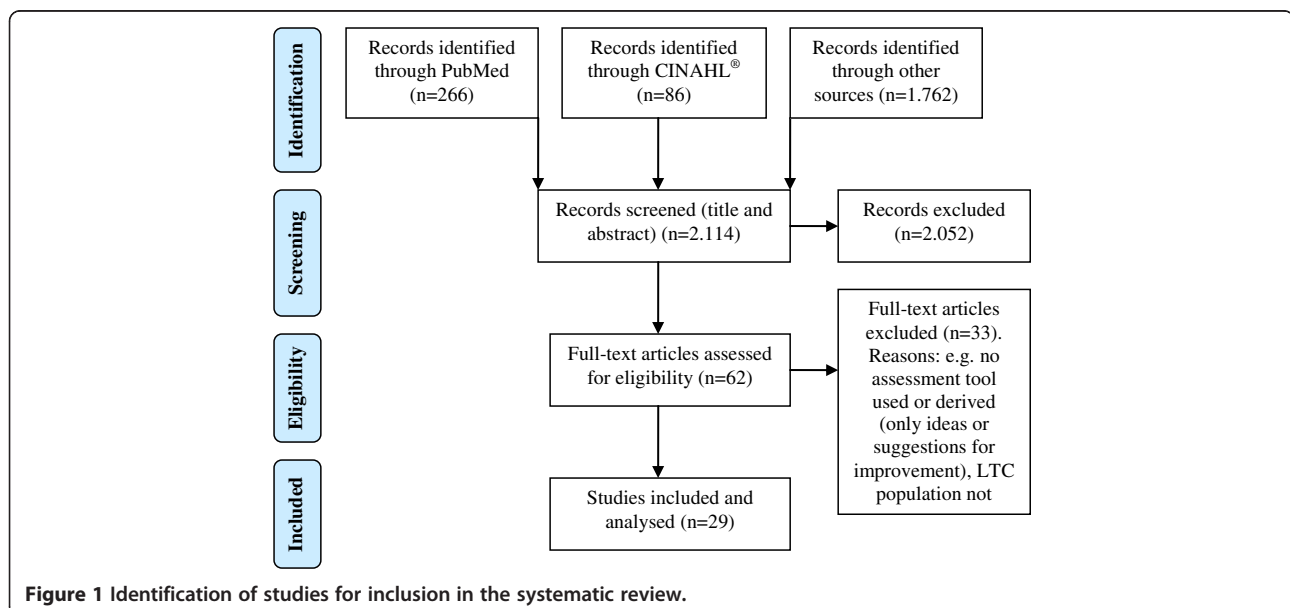 Identification
Records identified
through PubMed
(n=266)
Records identified
through CINAHL®
(n=86)
Records identified
through other
sources (n=1.762)
Screening
Records screened (title and
abstract) (n=2.114)
Records excluded
(n=2.052)
Eligibility
Full-text articles assessed
for eligibility (n=62)
Full-text articles
excluded (n=33).
Reasons: e.g. no
assessment tool
used or derived
(only ideas or
suggestions for
improvement), LTC
population not
Included
Studies included and
analysed (n=29)
Figure 1 Identification of studies for inclusion in the systematic review.